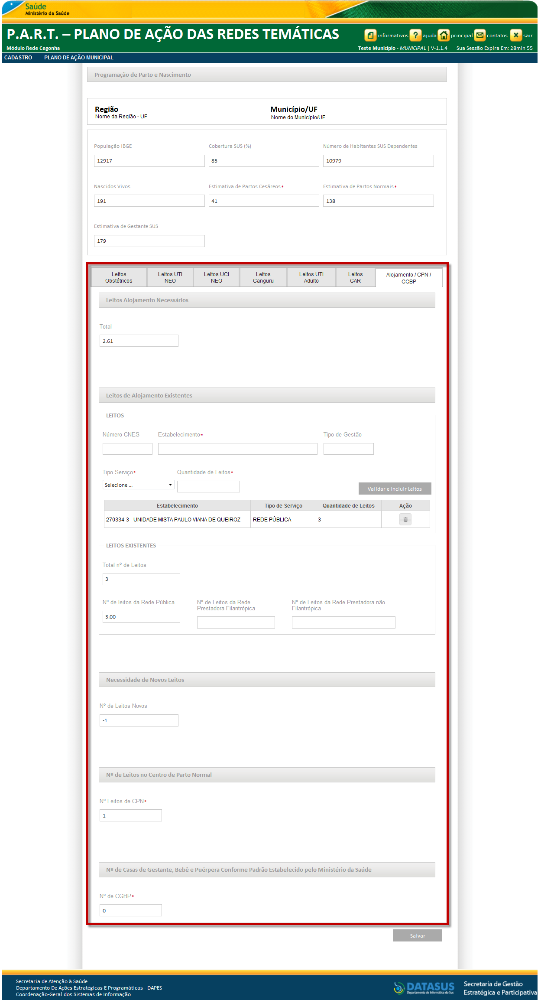 Saúde
Ministério da Saúde
P.A.R.T. – PLANO DE AÇÃO DAS REDES TEMÁTICAS
informativos ? ajuda principal contatos sair
Módulo Rede Cegonha
Teste Município - MUNICIPAL | V-1.1.4 Sua Sessão Expira Em: 28min 55
CADASTRO PLANO DE AÇÃO MUNICIPAL
Programação de Parto e Nascimento
Região Município/UF
Nome da Região - UF Nome do Município/UF
População IBGE Cobertura SUS (%) Número de Habitantes SUS Dependentes
12917 85 10979
Nascidos Vivos Estimativa de Partos Cesáreos* Estimativa de Partos Normais*
191 41 138
Estimativa de Gestante SUS
179
Leitos Obstétricos
Leitos UTI NEO
Leitos UCI NEO
Leitos Canguru
Leitos UTI Adulto
Leitos GAR
Alojamento / CPN / CGBP
Leitos Alojamento Necessários
Total
2.61
Leitos de Alojamento Existentes
LEITOS
Número CNES Estabelecimento* Tipo de Gestão
Tipo Serviço* Quantidade de Leitos*
Selecione ...
Validar e Incluir Leitos
Estabelecimento Tipo de Serviço Quantidade de Leitos Ação
270334-3 - UNIDADE MISTA PAULO VIANA DE QUEIROZ REDE PÚBLICA 3
LEITOS EXISTENTES
Total nº de Leitos
3
Nº de leitos da Rede Pública
Nº de Leitos da Rede
Prestadora Filantrópica
Nº de Leitos da Rede Prestadora não
Filantrópica
3.00
Necessidade de Novos Leitos
Nº de Leitos Novos
-1
Nº de Leitos no Centro de Parto Normal
Nº Leitos de CPN*
1
Nº de Casas de Gestante, Bebê e Puérpera Conforme Padrão Estabelecido pelo Ministério da Saúde
Nº de CGBP*
0
Salvar
Secretaria de Atenção à Saúde
Departamento De Ações Estratégicas E Programáticas - DAPES
Coordenação-Geral dos Sistemas de Informação
DATASUS
Departamento de Informática do Sus
Secretaria de Gestão
Estratégica e Participativa